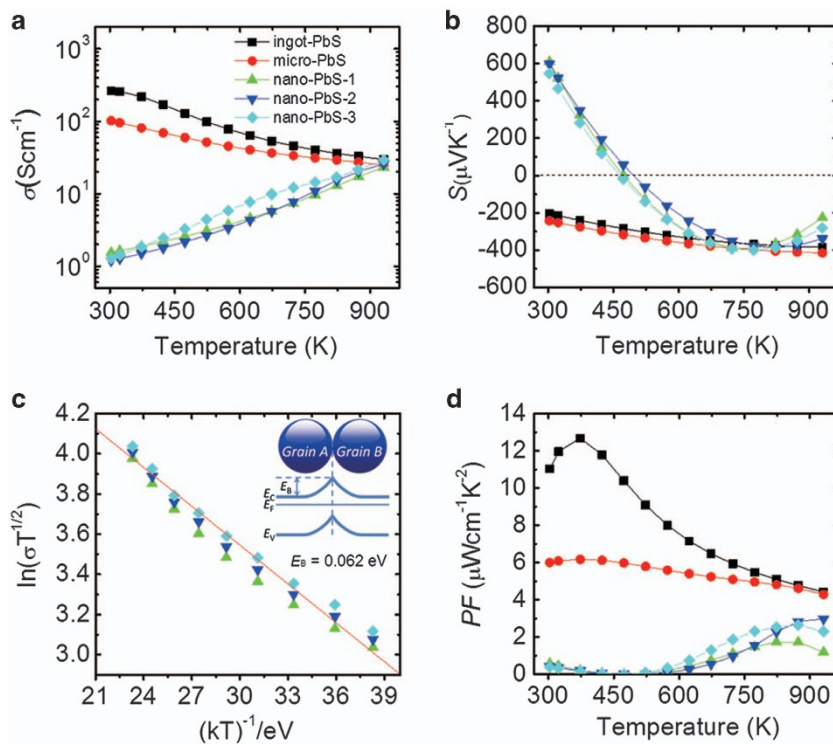 a
10³
10²
10¹
10⁰
σ(Scm⁻¹)
ingot-PbS
micro-PbS
nano-PbS-1
nano-PbS-2
nano-PbS-3
300 450 600 750 900
Temperature (K)
b
800
600
400
200
0
-200
-400
-600
S(μVK⁻¹)
300 450 600 750 900
Temperature (K)
c
4.2
4.0
3.8
3.6
3.4
3.2
3.0
ln(σT^1/2)
Grain A Grain B
E_B
E_C
E_F
E_V
E_B = 0.062 eV
21 24 27 30 33 36 39
(kT)⁻¹/eV
d
14
12
10
8
6
4
2
0
PF (μWcm⁻¹K⁻²)
300 450 600 750 900
Temperature (K)